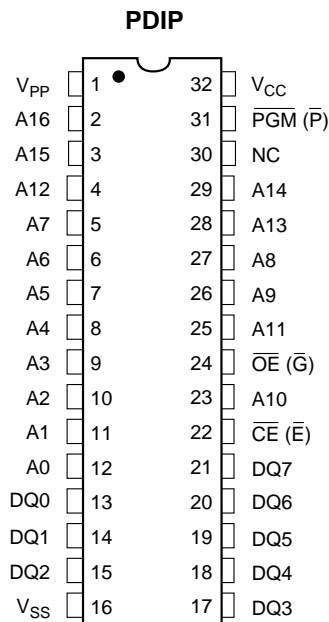 PDIP
VPP 1 32 VCC
A16 2 31 PGM (P)
A15 3 30 NC
A12 4 29 A14
A7 5 28 A13
A6 6 27 A8
A5 7 26 A9
A4 8 25 A11
A3 9 24 OE (G)
A2 10 23 A10
A1 11 22 CE (E)
A0 12 21 DQ7
DQ0 13 20 DQ6
DQ1 14 19 DQ5
DQ2 15 18 DQ4
VSS 16 17 DQ3